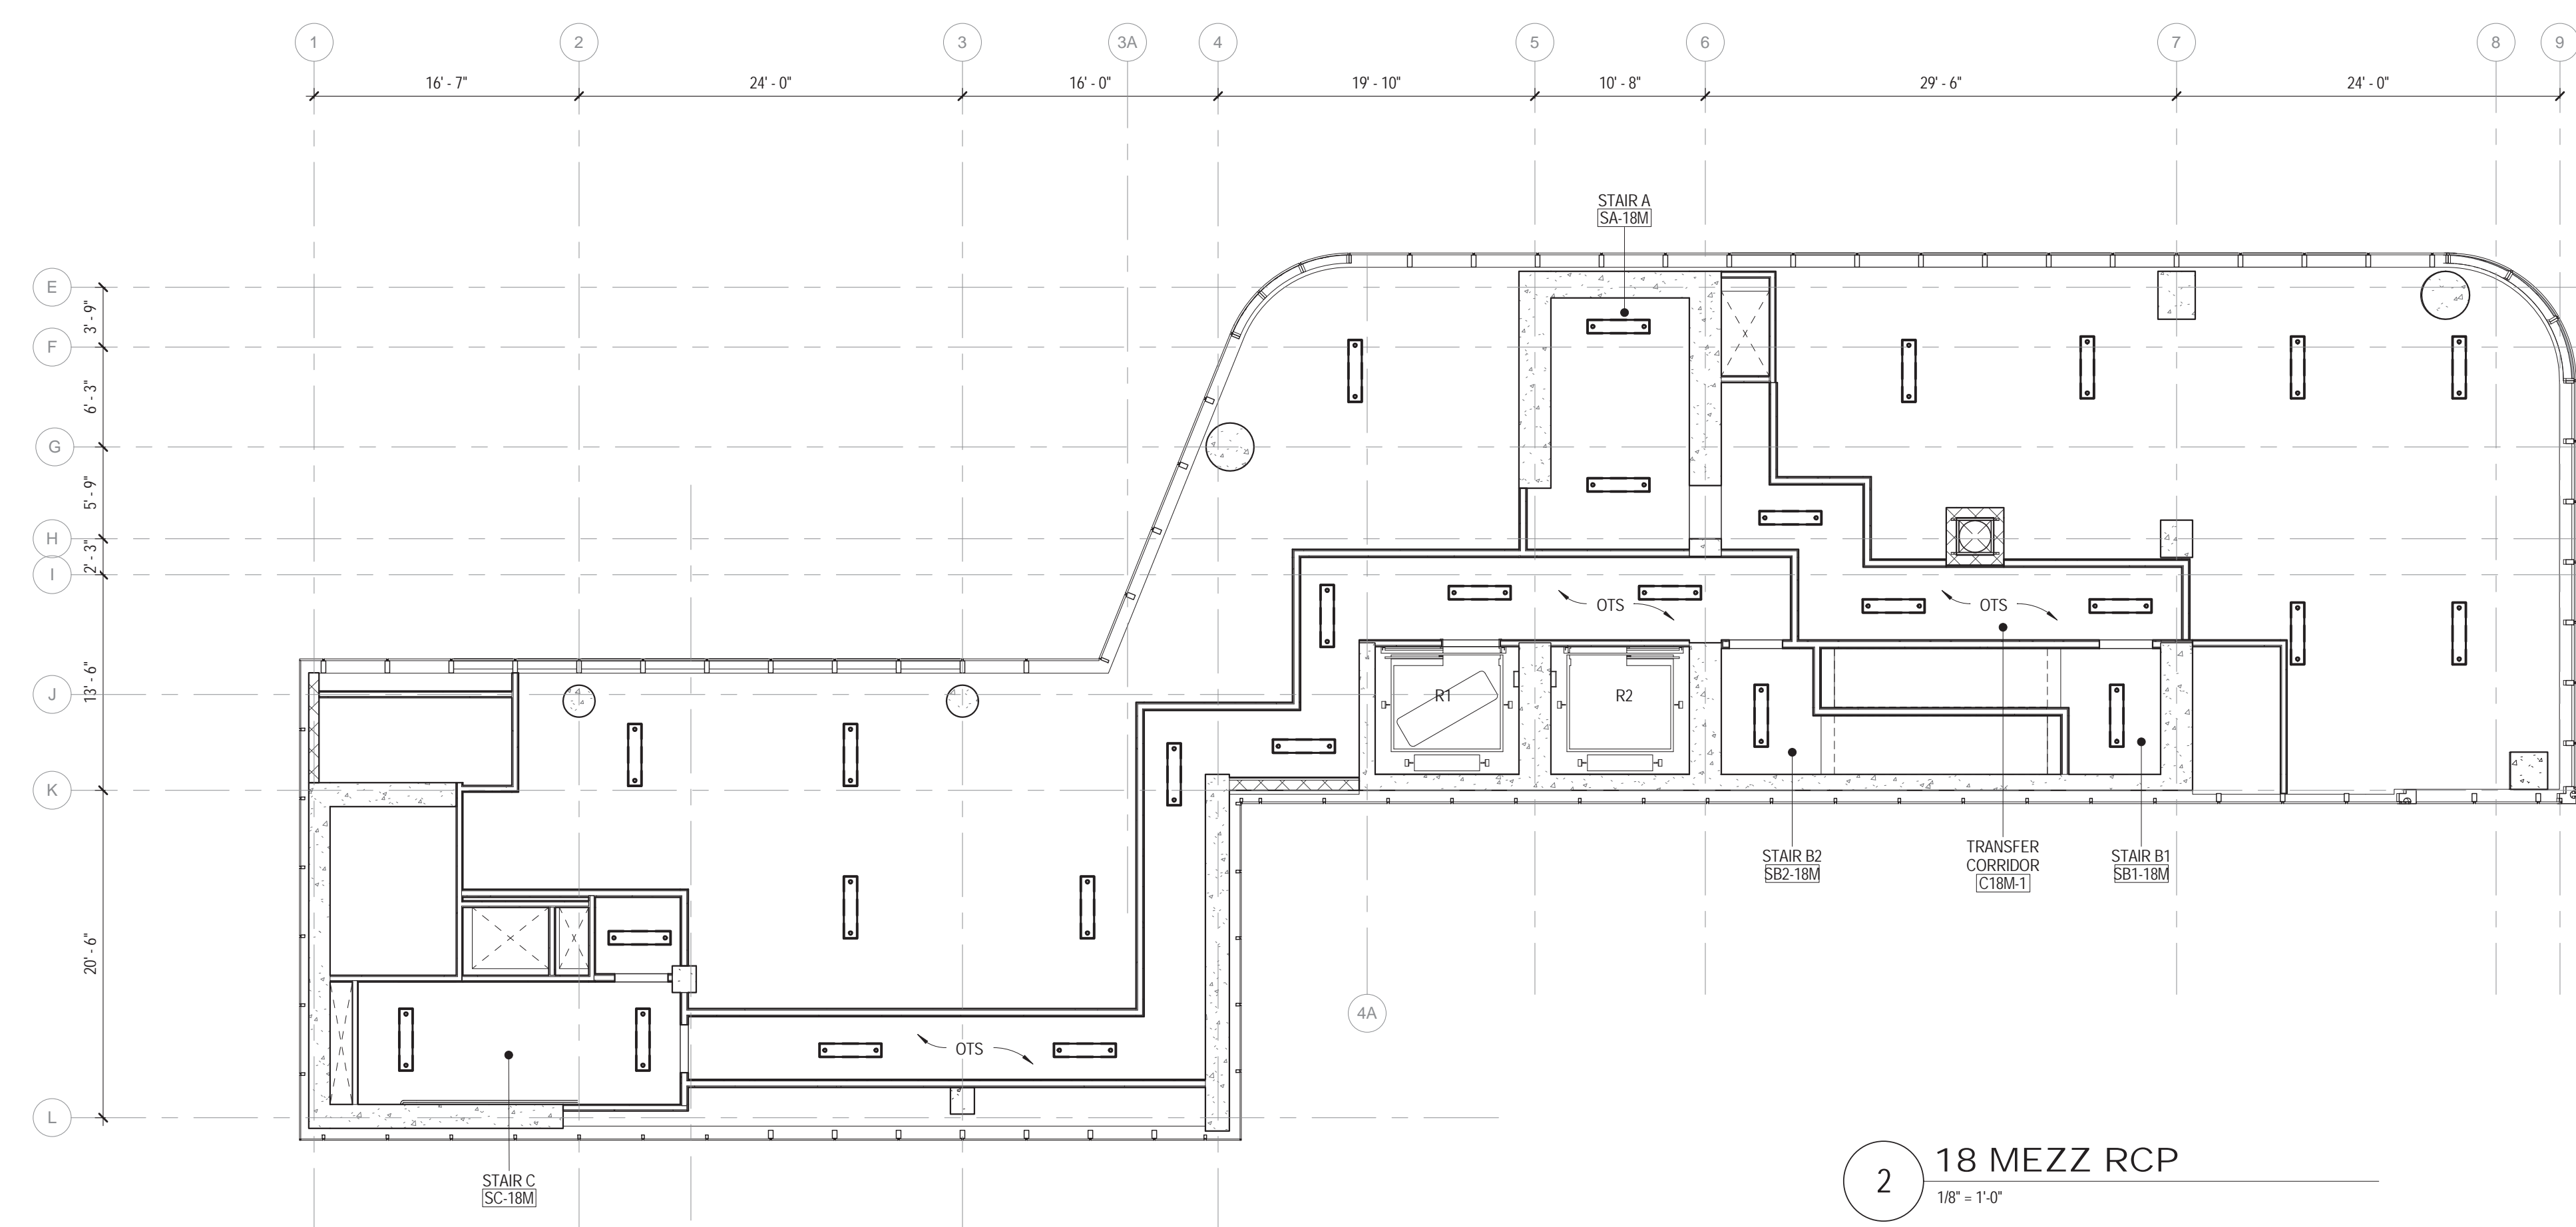 1
2
3
3A
4
5
6
7
8
9
16' - 7"
24' - 0"
16' - 0"
19' - 10"
10' - 8"
29' - 6"
24' - 0"
STAIR A
SA-18M
E
3' - 9"
F
6' - 3"
G
5' - 9"
H
2' - 3"
I
13' - 6"
J
K
20' - 6"
L
OTS
OTS
R1
R2
STAIR B2
SB2-18M
TRANSFER
CORRIDOR
C18M-1
STAIR B1
SB1-18M
4A
OTS
STAIR C
SC-18M
2
18 MEZZ RCP
1/8" = 1'-0"